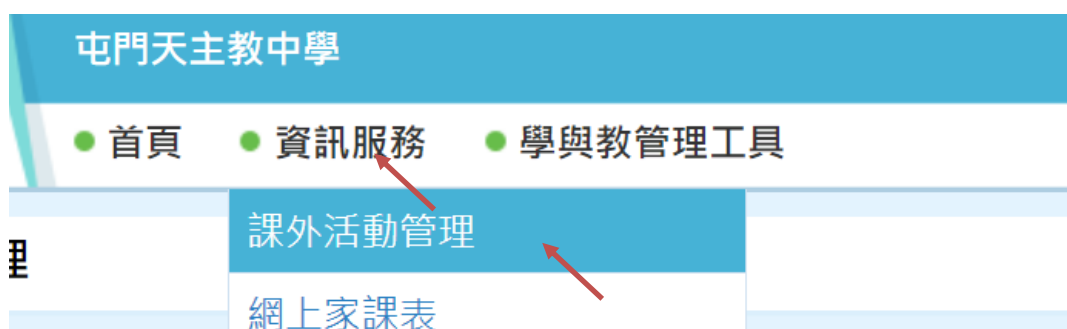 屯門天主教中學
首頁 資訊服務 學與教管理工具
課外活動管理
理
網上家課表